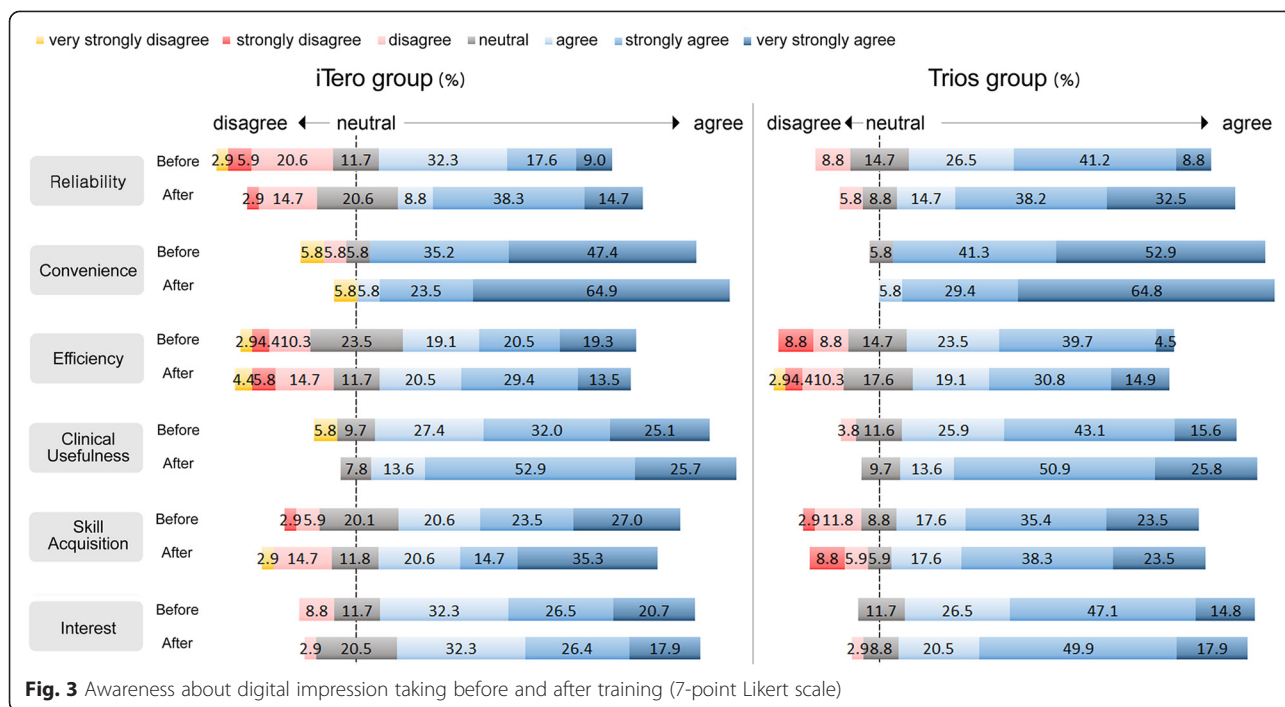 very strongly disagree strongly disagree disagree neutral agree strongly agree very strongly agree
iTero group (%) Trios group (%)
disagree neutral agree disagree neutral agree
Reliability
Before 2.9 5.9 20.6 11.7 32.3 17.6 9.0 8.8 14.7 26.5 41.2 8.8
After 2.9 14.7 20.6 8.8 38.3 14.7 5.8 8.8 14.7 38.2 32.5
Convenience
Before 5.8 5.8 5.8 35.2 47.4 5.8 41.3 52.9
After 5.8 5.8 23.5 64.9 5.8 29.4 64.8
Efficiency
Before 2.9 4.4 10.3 23.5 19.1 20.5 19.3 8.8 8.8 14.7 23.5 39.7 4.5
After 4.4 5.8 14.7 11.7 20.5 29.4 13.5 2.9 4.4 10.3 17.6 19.1 30.8 14.9
Clinical
Usefulness
Before 5.8 9.7 27.4 32.0 25.1 3.8 11.6 25.9 43.1 15.6
After 7.8 13.6 52.9 25.7 9.7 13.6 50.9 25.8
Skill
Acquisition
Before 2.9 5.9 20.1 20.6 23.5 27.0 2.9 11.8 8.8 17.6 35.4 23.5
After 2.9 14.7 11.8 20.6 14.7 35.3 8.8 5.9 5.9 17.6 38.3 23.5
Interest
Before 8.8 11.7 32.3 26.5 20.7 11.7 26.5 47.1 14.8
After 2.9 20.5 32.3 26.4 17.9 2.9 8.8 20.5 49.9 17.9
Fig. 3 Awareness about digital impression taking before and after training (7-point Likert scale)